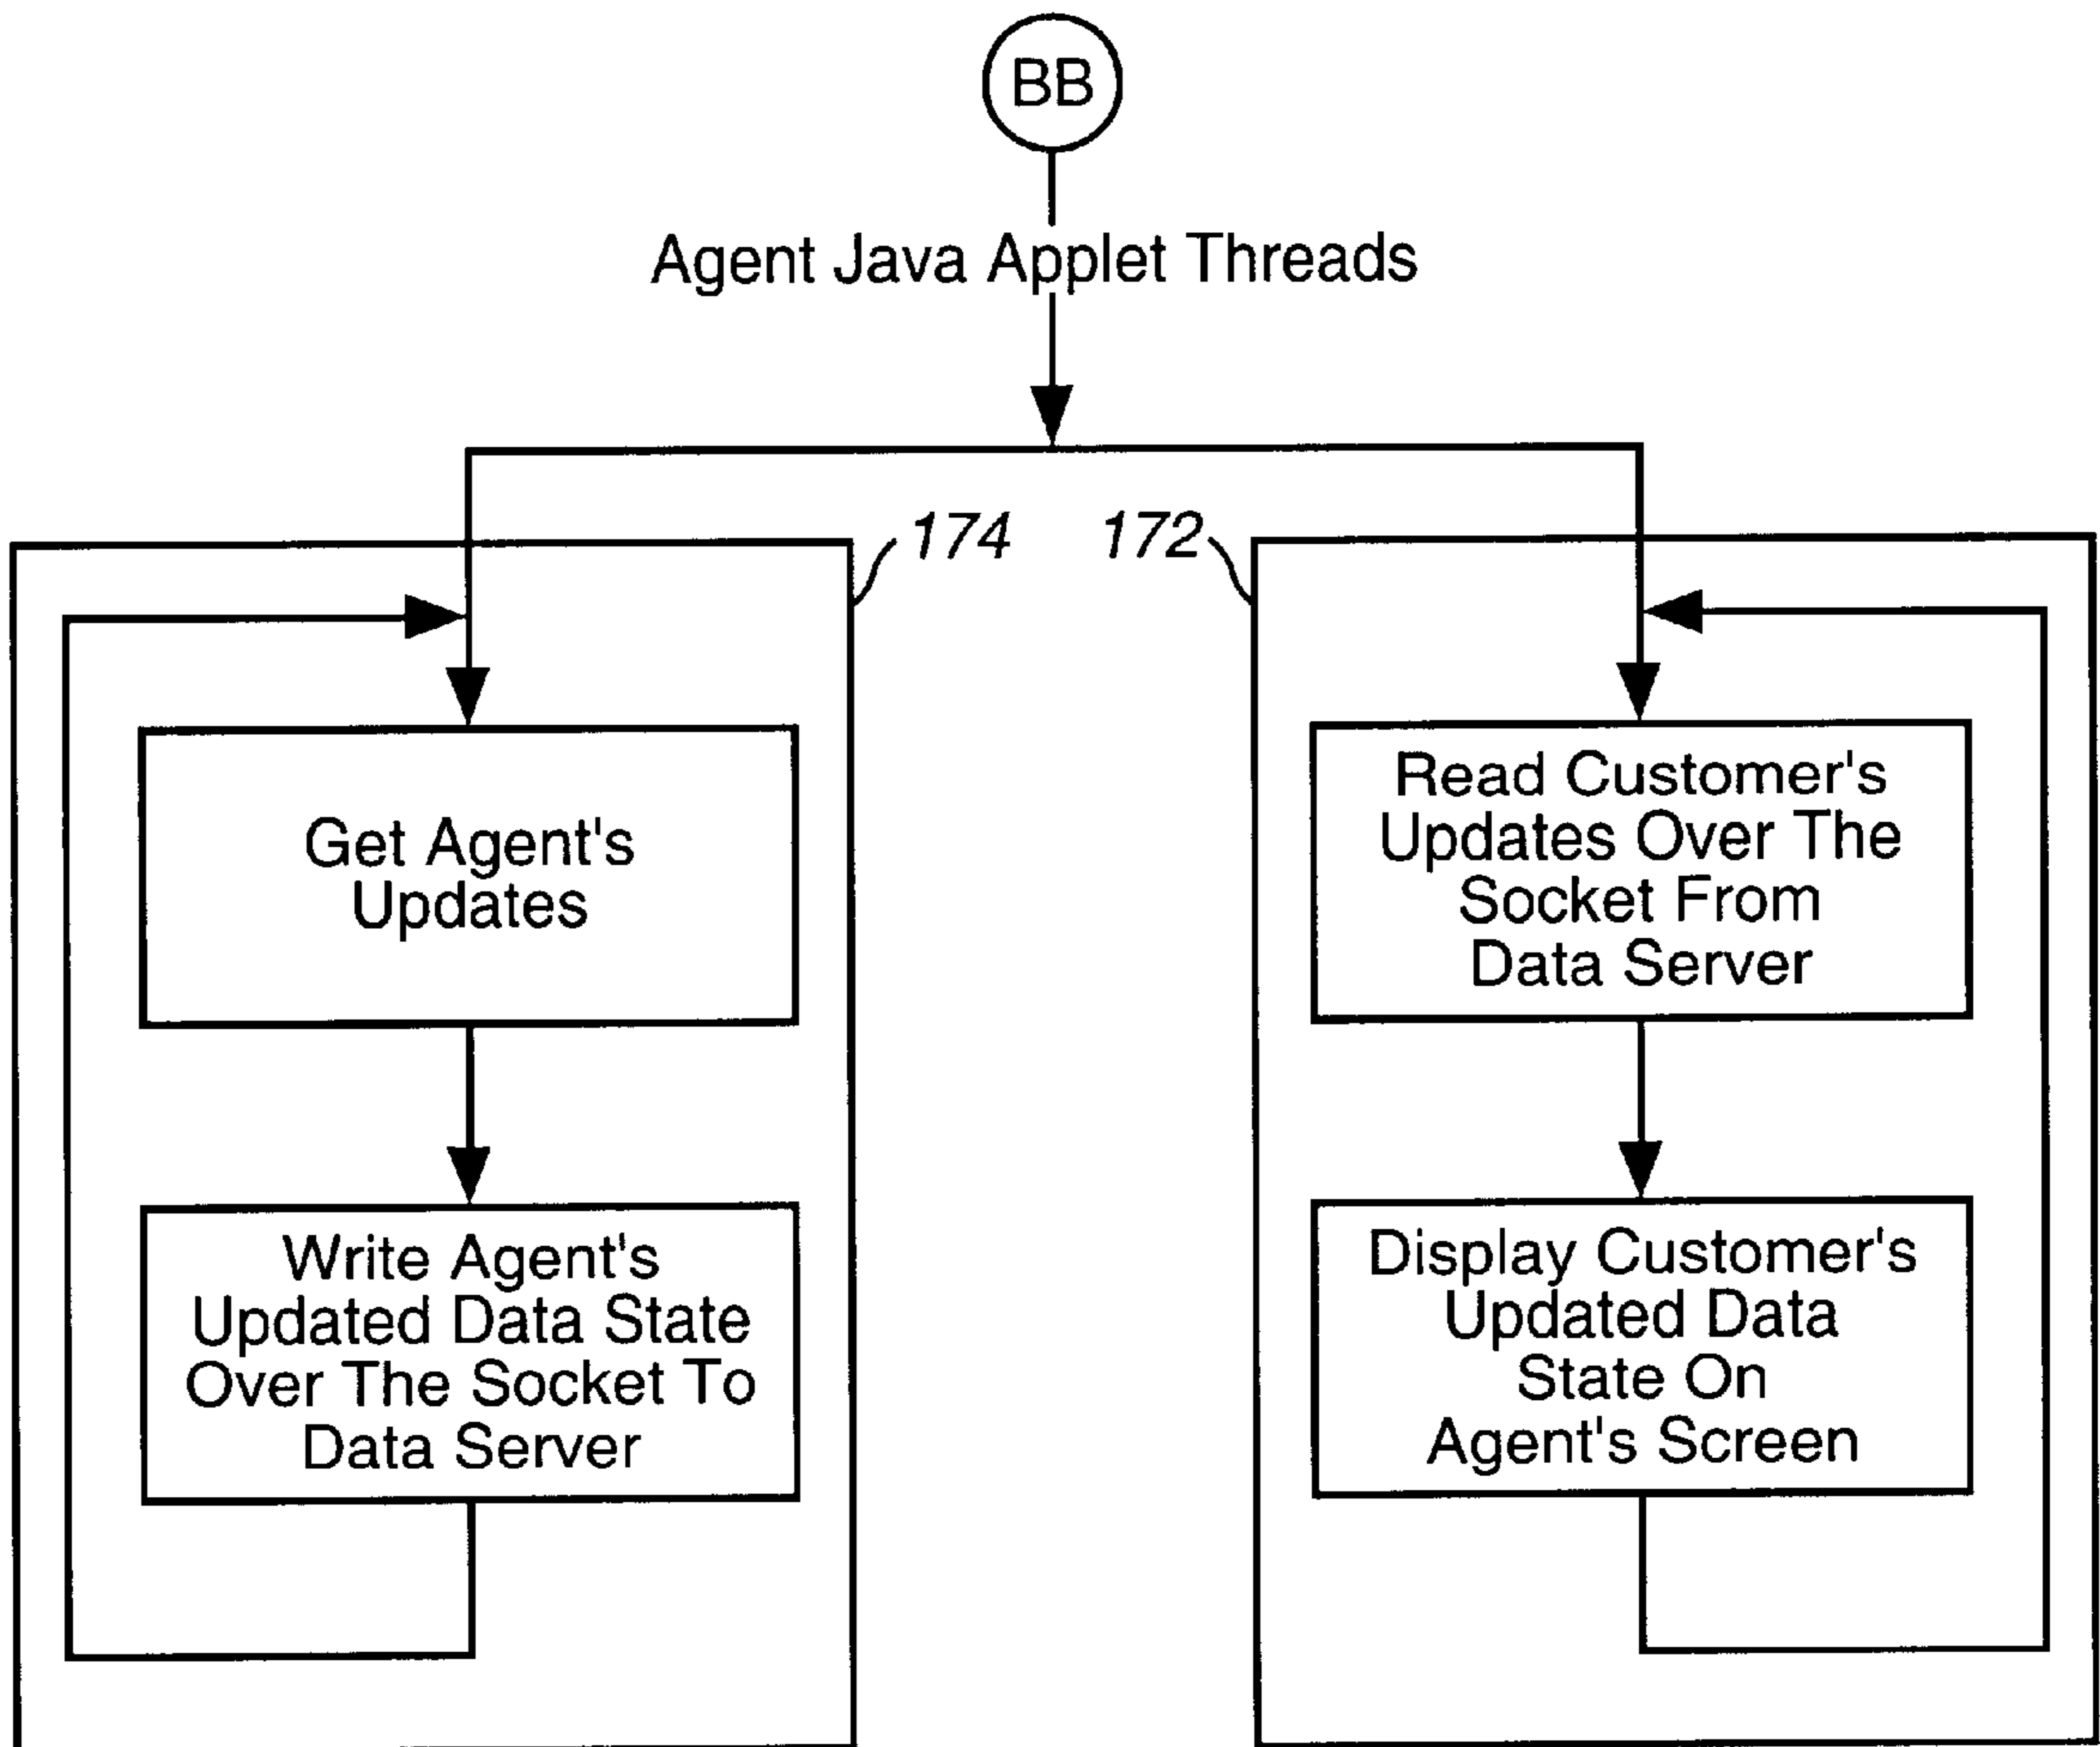 BB
Agent Java Applet Threads
174
172
Get Agent's
Updates
Write Agent's
Updated Data State
Over The Socket To
Data Server
Read Customer's
Updates Over The
Socket From
Data Server
Display Customer's
Updated Data
State On
Agent's Screen